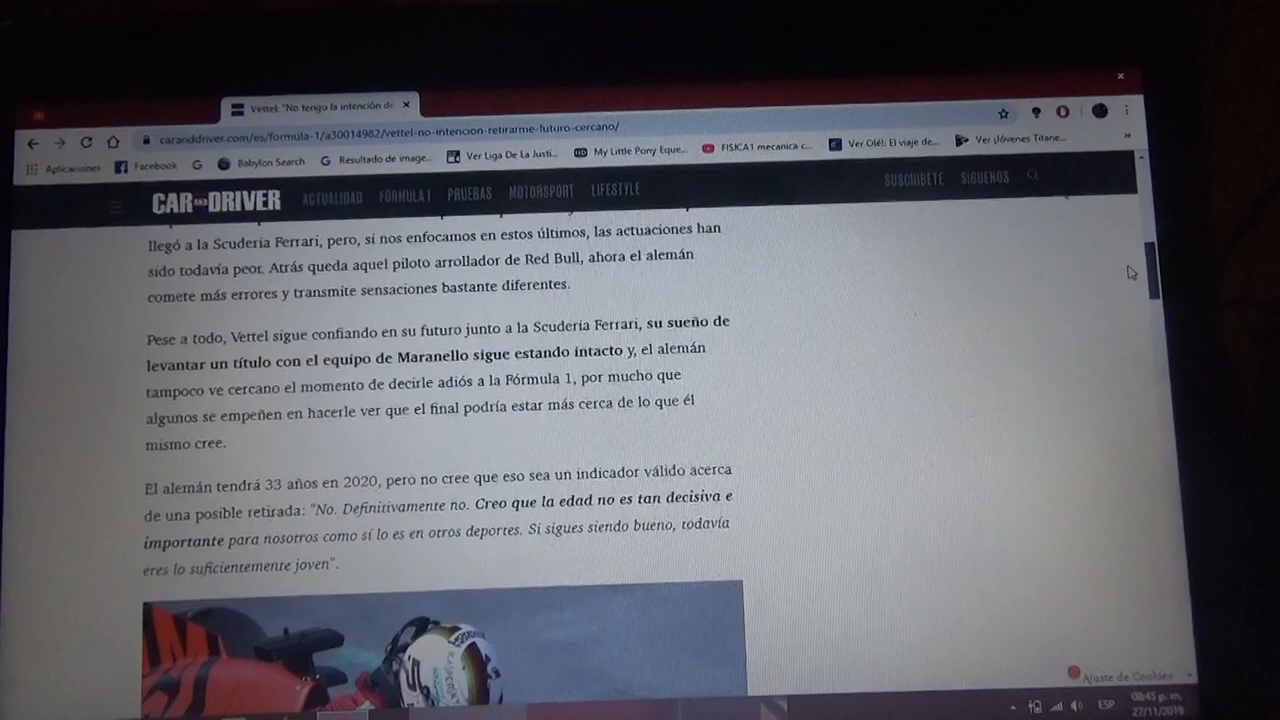 Vettel: "No tengo la intención de
caranddriver.com/es/formula-1/a30014982/vettel-no-intencion-retirarme-futuro-cercano/
Aplicaciones Facebook Babylon Search Resultado de image... Ver Liga De La Justi... My Little Pony Eque... FISICA1 mecanica c... Ver Olé!: El viaje de... Ver ¡Jóvenes Titane...
CAR AND DRIVER ACTUALIDAD FÓRMULA 1 PRUEBAS MOTORSPORT LIFESTYLE SUSCRÍBETE SÍGUENOS
llegó a la Scuderia Ferrari, pero, si nos enfocamos en estos últimos, las actuaciones han
sido todavía peor. Atrás queda aquel piloto arrollador de Red Bull, ahora el alemán
comete más errores y transmite sensaciones bastante diferentes.
Pese a todo, Vettel sigue confiando en su futuro junto a la Scuderia Ferrari, su sueño de
levantar un título con el equipo de Maranello sigue estando intacto y, el alemán
tampoco ve cercano el momento de decirle adiós a la Fórmula 1, por mucho que
algunos se empeñen en hacerle ver que el final podría estar más cerca de lo que él
mismo cree.
El alemán tendrá 33 años en 2020, pero no cree que eso sea un indicador válido acerca
de una posible retirada: "No. Definitivamente no. Creo que la edad no es tan decisiva e
importante para nosotros como sí lo es en otros deportes. Si sigues siendo bueno, todavía
eres lo suficientemente joven".
KASPERSKY
5
Ajuste de Cookies
ESP
08:45 p. m.
27/11/2019